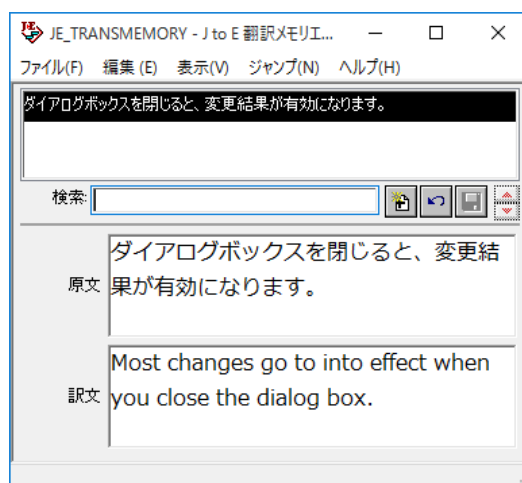 JE_TRANSMEMORY - J to E 翻訳メモリエ...
ファイル(F) 編集(E) 表示(V) ジャンプ(N) ヘルプ(H)
ダイアログボックスを閉じると、変更結果が有効になります。
検索:
原文
ダイアログボックスを閉じると、変更結
果が有効になります。
訳文
Most changes go to into effect when
you close the dialog box.